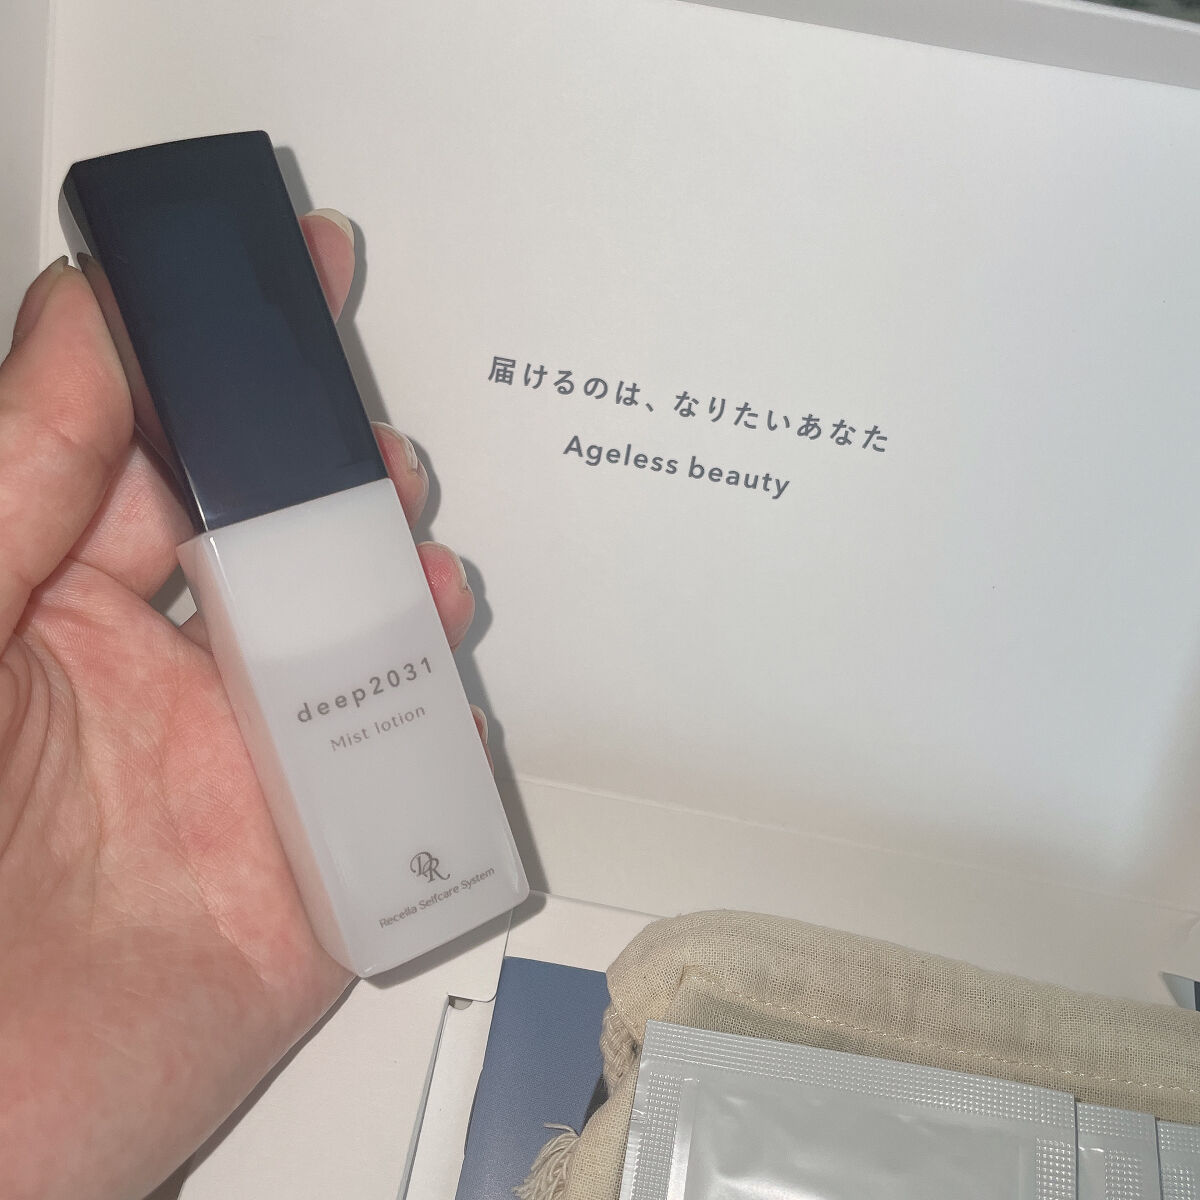 届けるのは、なりたいあなた
Ageless beauty
deep2031
Mist lotion
DR
Recella Selfcare System